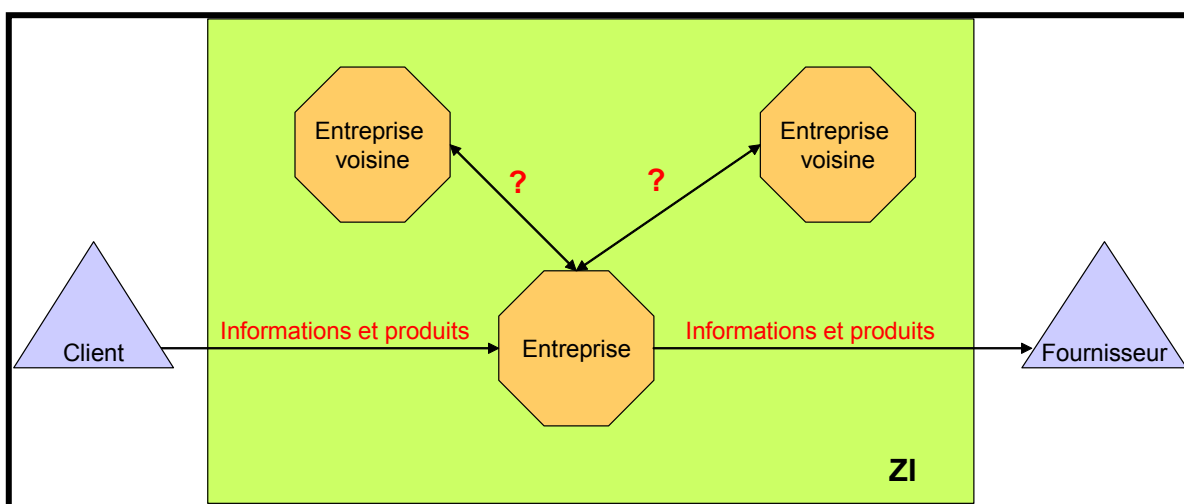 Entreprise
voisine
Entreprise
voisine
?
?
Informations et produits
Informations et produits
Client
Entreprise
Fournisseur
ZI